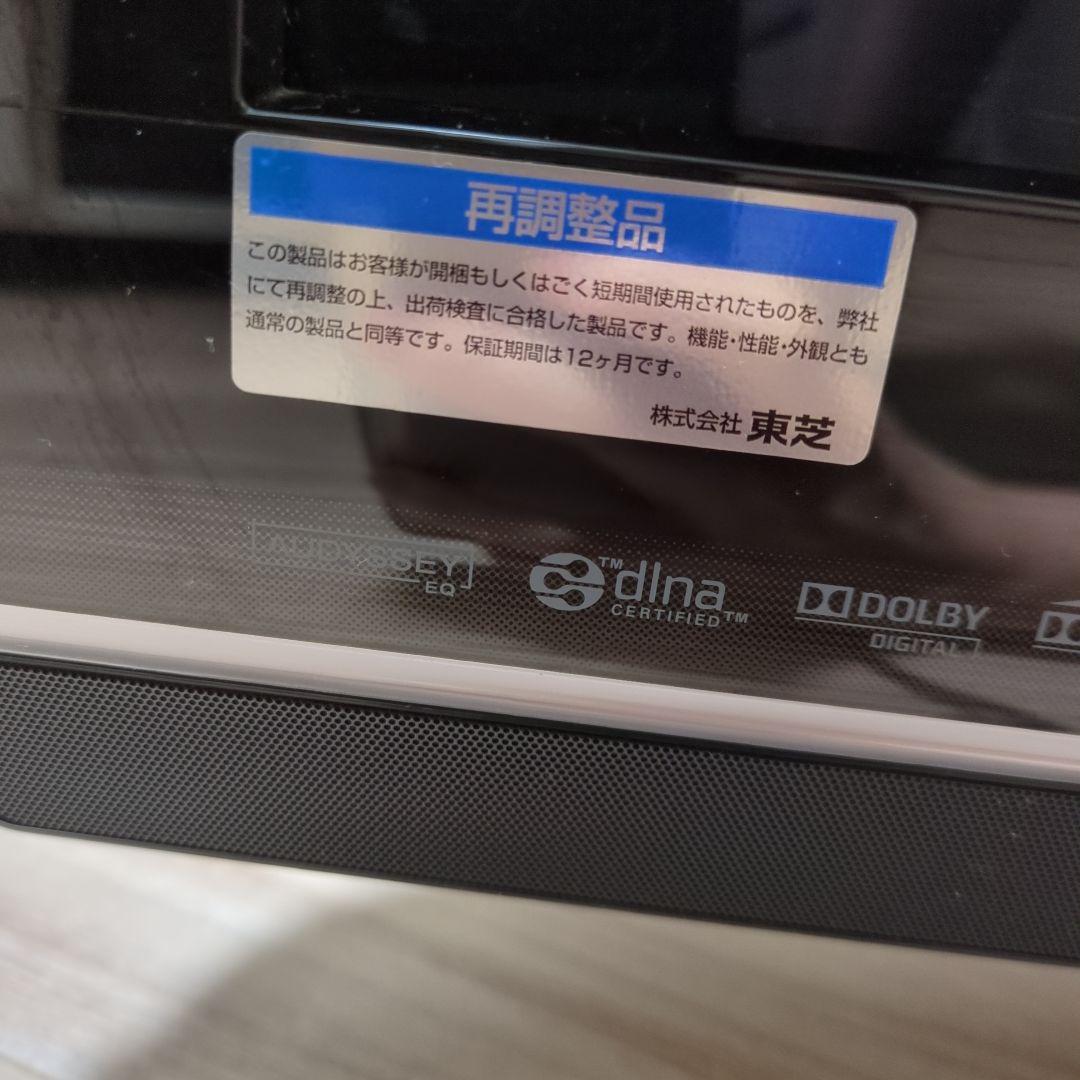 再調整品
この製品はお客様が開梱もしくはごく短期間使用されたものを、弊社
にて再調整の上、出荷検査に合格した製品です。機能・性能・外観とも
通常の製品と同等です。保証期間は12ヶ月です。
株式会社 東芝
AUDYSSEY
EQ
TM dlna
CERTIFIED TM
DOLBY
DIGITAL